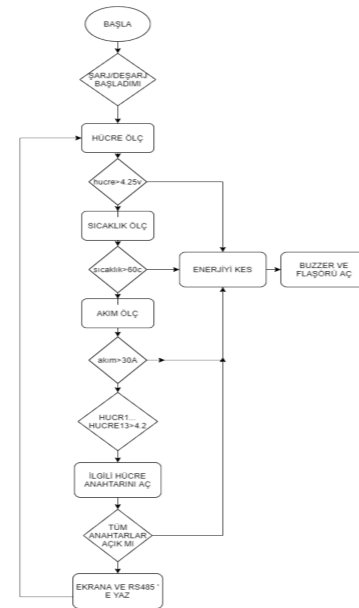 BAŞLA
ŞARJ/DEŞARJ
BAŞLADIMI
HÜCRE ÖLÇ
hucre>4.25v
SICAKLIK ÖLÇ
sıcaklık>60c
ENERJİYİ KES
BUZZER VE
FLAŞÖRÜ AÇ
AKIM ÖLÇ
akım>30A
HUCR1...
HUCRE13>4.2
İLGİLİ HÜCRE
ANAHTARINI AÇ
TÜM
ANAHTARLAR
AÇIK MI
EKRANA VE RS485 '
E YAZ